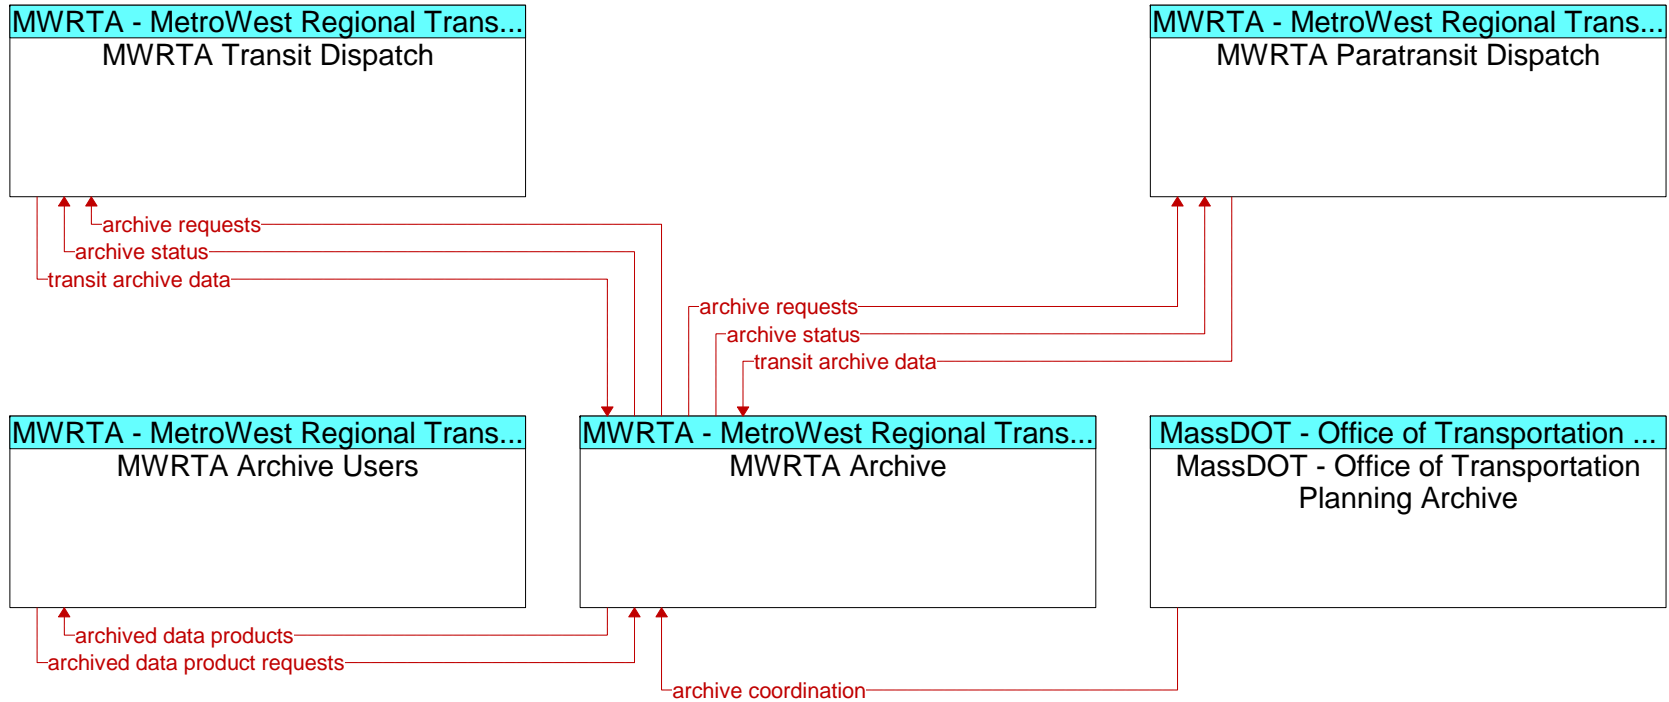 MWRTA - MetroWest Regional Trans...
MWRTA Transit Dispatch
MWRTA - MetroWest Regional Trans...
MWRTA Paratransit Dispatch
archive requests
archive status
transit archive data
archive requests
archive status
transit archive data
MWRTA - MetroWest Regional Trans...
MWRTA Archive Users
MWRTA - MetroWest Regional Trans...
MWRTA Archive
MassDOT - Office of Transportation ...
MassDOT - Office of Transportation
Planning Archive
archived data products
archived data product requests
archive coordination